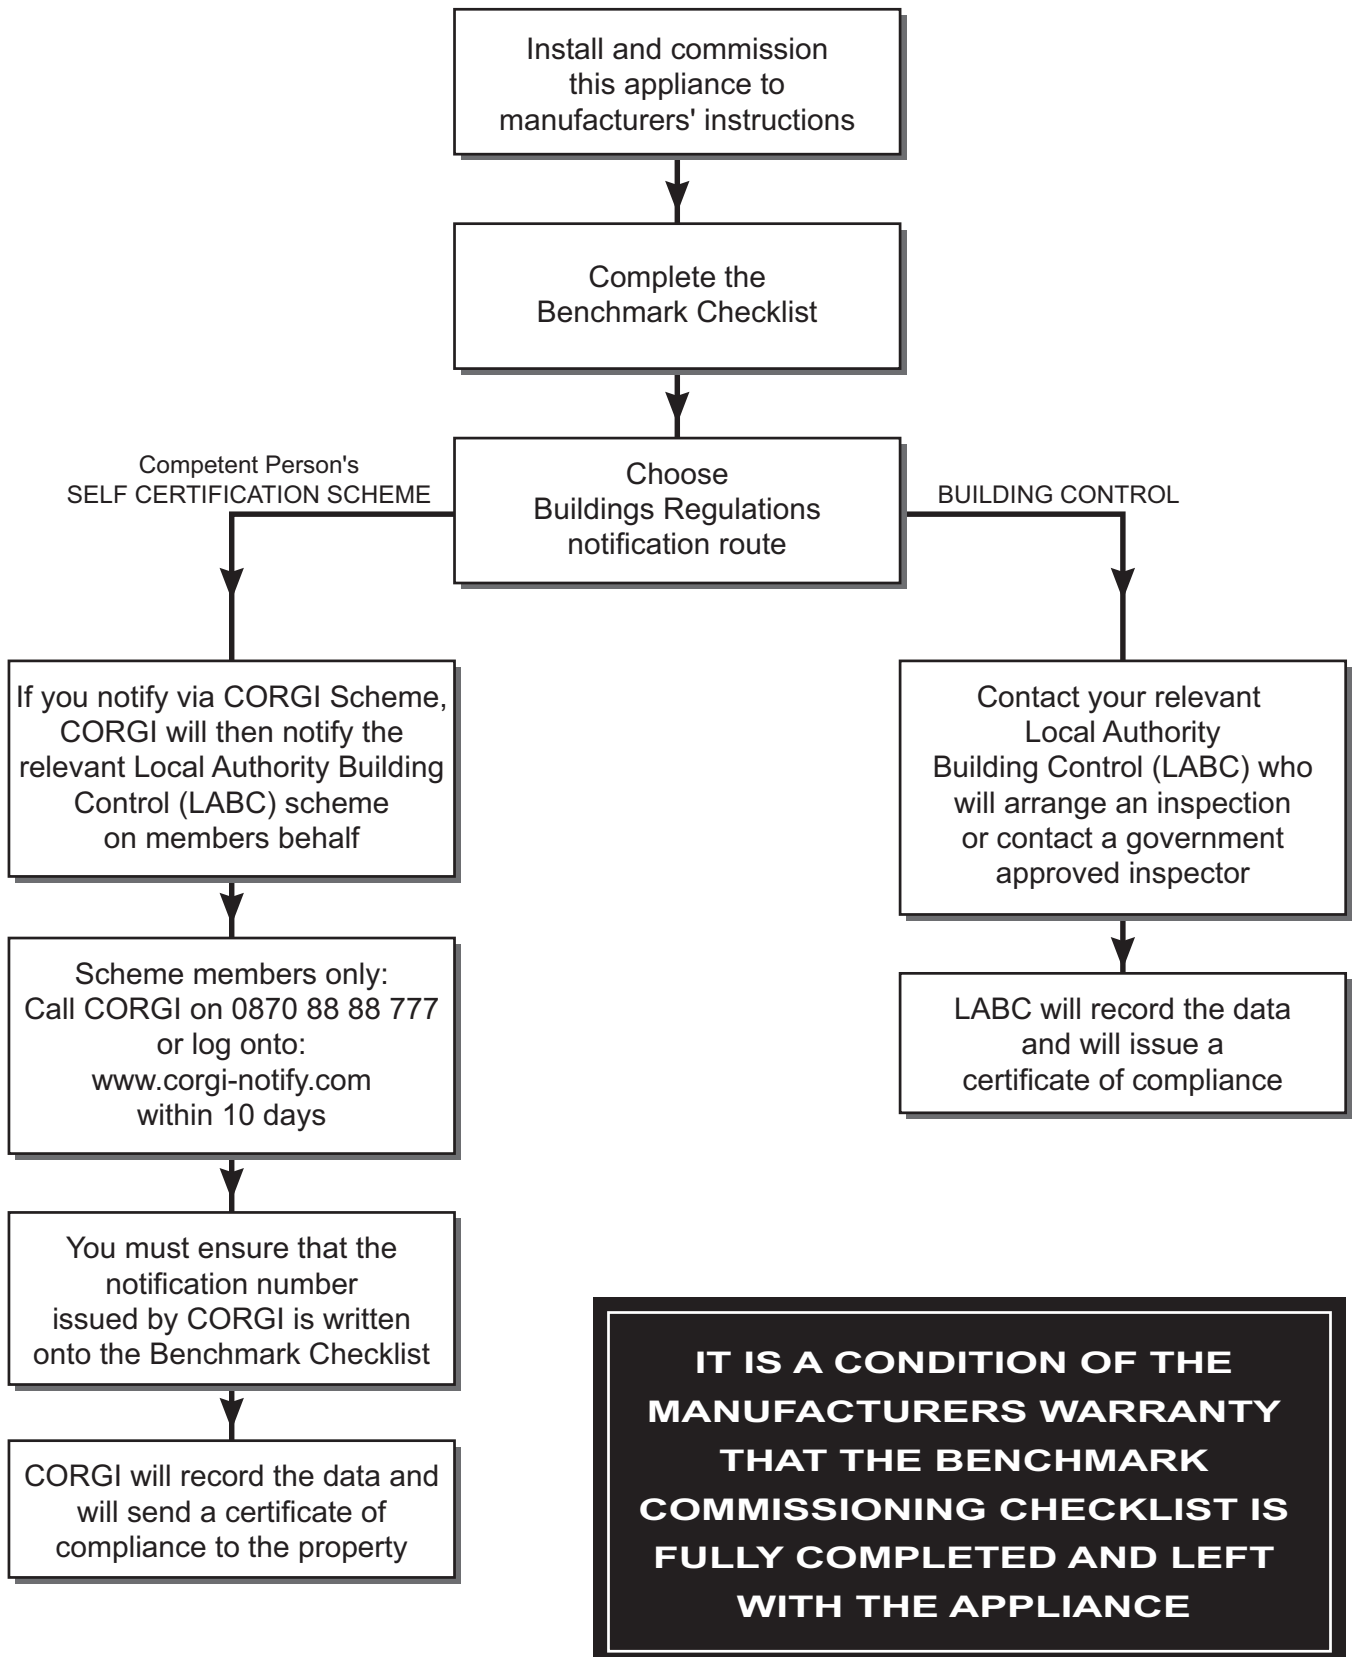 Install and commission
this appliance to
manufacturers' instructions
Complete the
Benchmark Checklist
Choose
Buildings Regulations
notification route
Competent Person's
SELF CERTIFICATION SCHEME
BUILDING CONTROL
If you notify via CORGI Scheme,
CORGI will then notify the
relevant Local Authority Building
Control (LABC) scheme
on members behalf
Scheme members only:
Call CORGI on 0870 88 88 777
or log onto:
www.corgi-notify.com
within 10 days
You must ensure that the
notification number
issued by CORGI is written
onto the Benchmark Checklist
CORGI will record the data and
will send a certificate of
compliance to the property
Contact your relevant
Local Authority
Building Control (LABC) who
will arrange an inspection
or contact a government
approved inspector
LABC will record the data
and will issue a
certificate of compliance
IT IS A CONDITION OF THE
MANUFACTURERS WARRANTY
THAT THE BENCHMARK
COMMISSIONING CHECKLIST IS
FULLY COMPLETED AND LEFT
WITH THE APPLIANCE